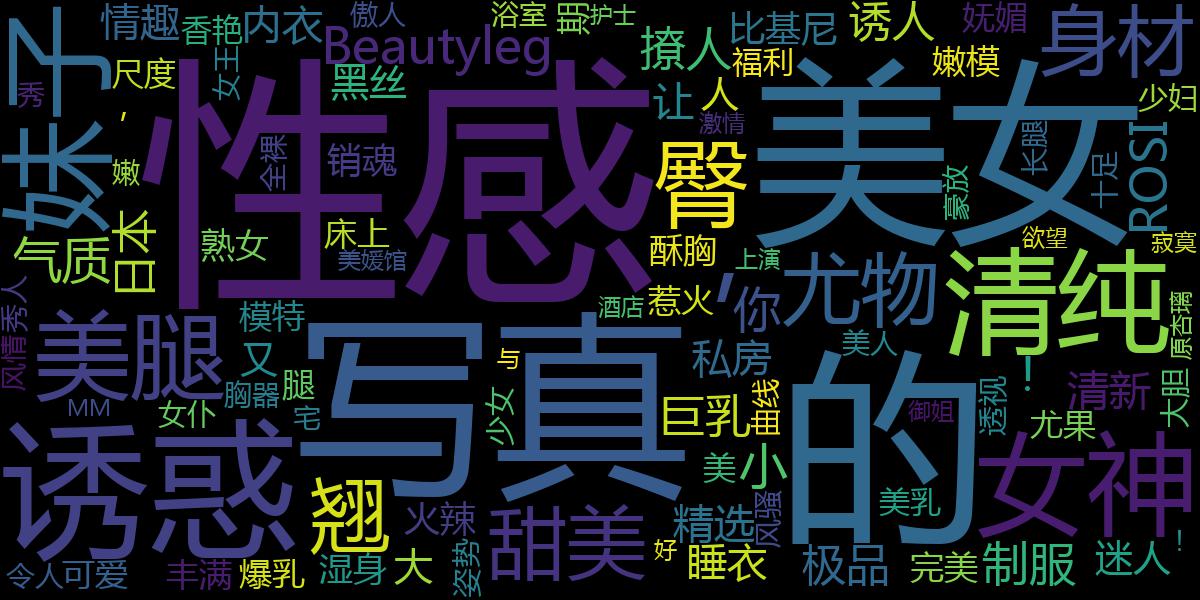 妹子
情趣
香艳
女王
内衣
傲人
Beautyleg
浴室
期
护士
撩人
比基尼
福利
诱人
嫩模
妩媚
身材
少妇
秀
尺度
,
黑丝
让
人
激情
性感
美女
全裸
销魂
臀
长腿
十足
ROSI
嫩
豪放
日本
气质
熟女
床上
美媛馆
酥胸
上演
欲望
寂寞
清纯
尤物
,
你
惹火
酒店
原杏璃
风情
秀人
美腿
模特
又
写真
与
私房
美人
的
!
清新
大胆
MM
女仆
胸器
腿
宅
少女
巨乳
曲线
御姐
透视
尤果
诱惑
翘
火辣
甜美
美
小
精选
风骚
美乳
女神
令人
可爱
丰满
爆乳
湿身
大
姿势
好
睡衣
极品
完美
制服
迷人
!